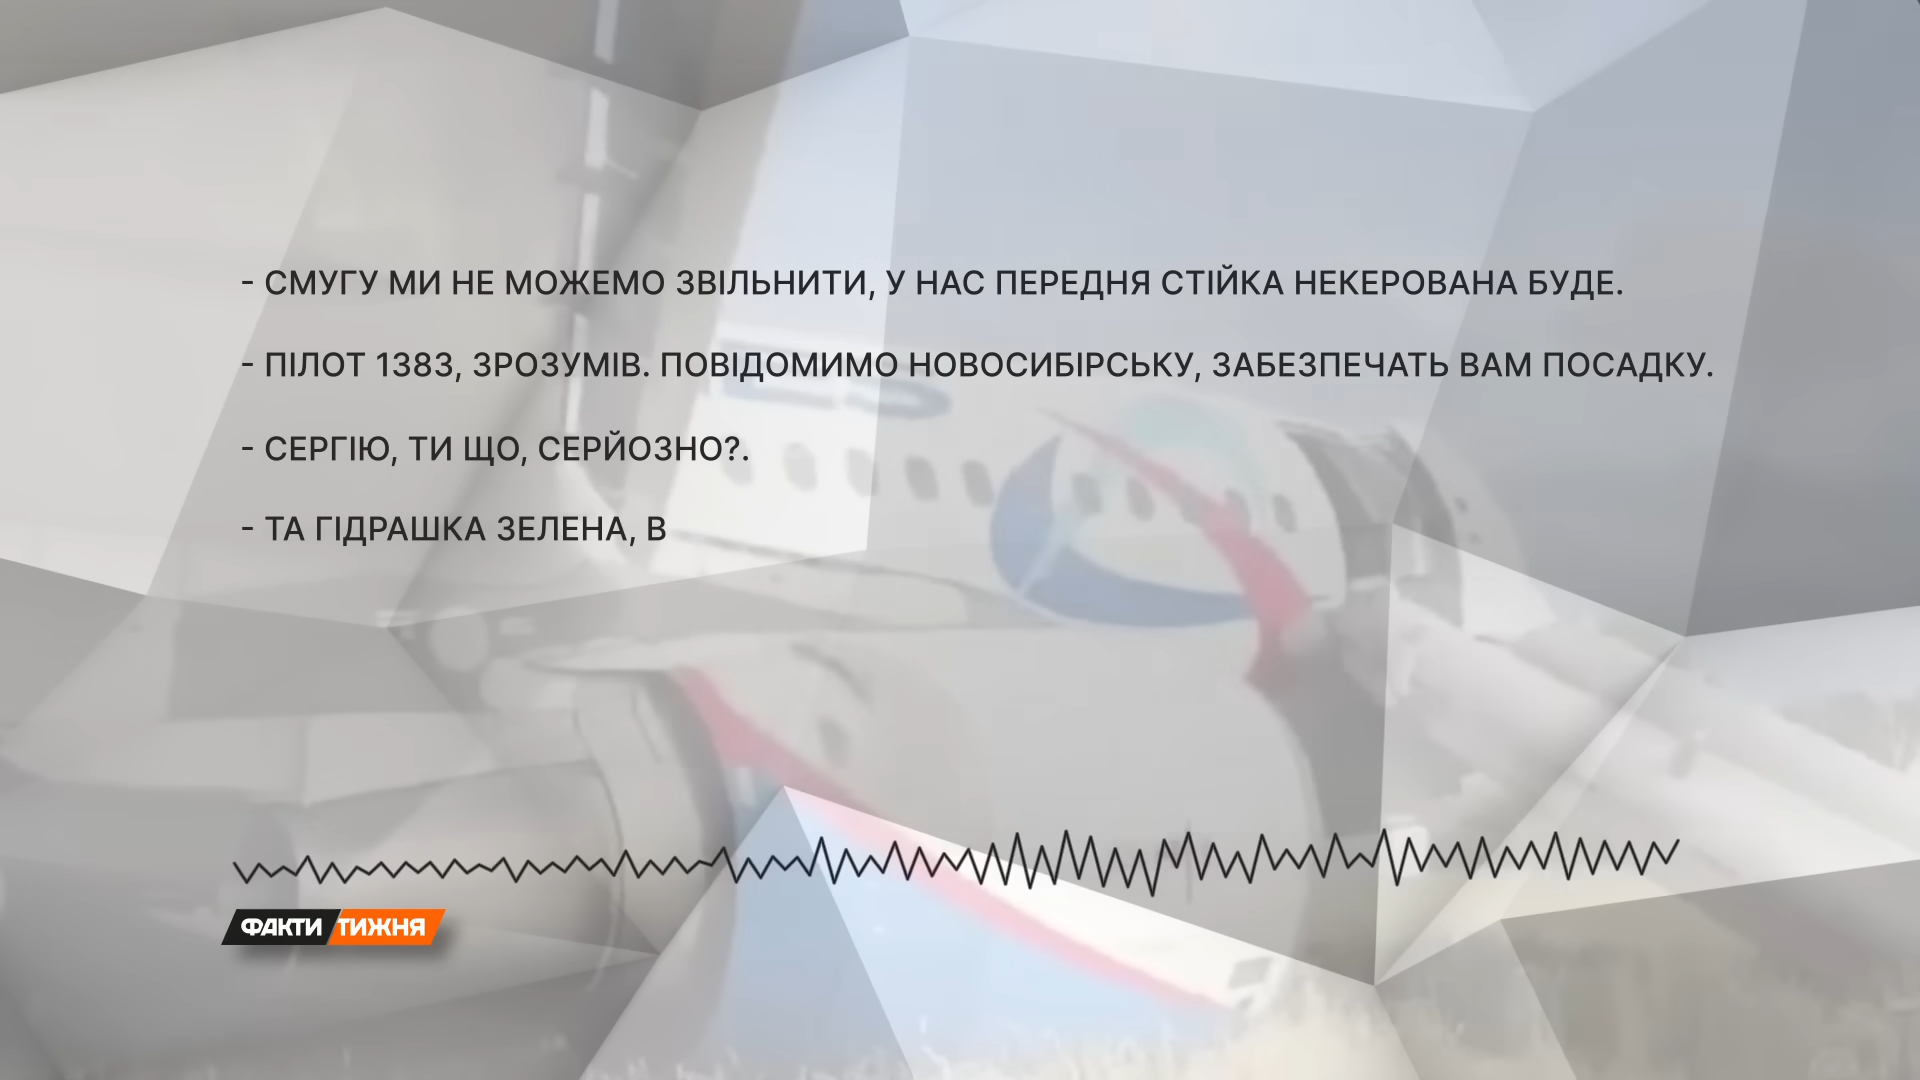 - СМУГУ МИ НЕ МОЖЕМО ЗВІЛЬНИТИ, У НАС ПЕРЕДНЯ СТІЙКА НЕКЕРОВАНА БУДЕ.
- ПІЛОТ 1383, ЗРОЗУМІВ. ПОВІДОМИМО НОВОСИБІРСЬКУ, ЗАБЕЗПЕЧАТЬ ВАМ ПОСАДКУ.
- СЕРГІЮ, ТИ ЩО, СЕРЙОЗНО?.
- ТА ГІДРАШКА ЗЕЛЕНА, В
ФАКТИ ТИЖНЯ